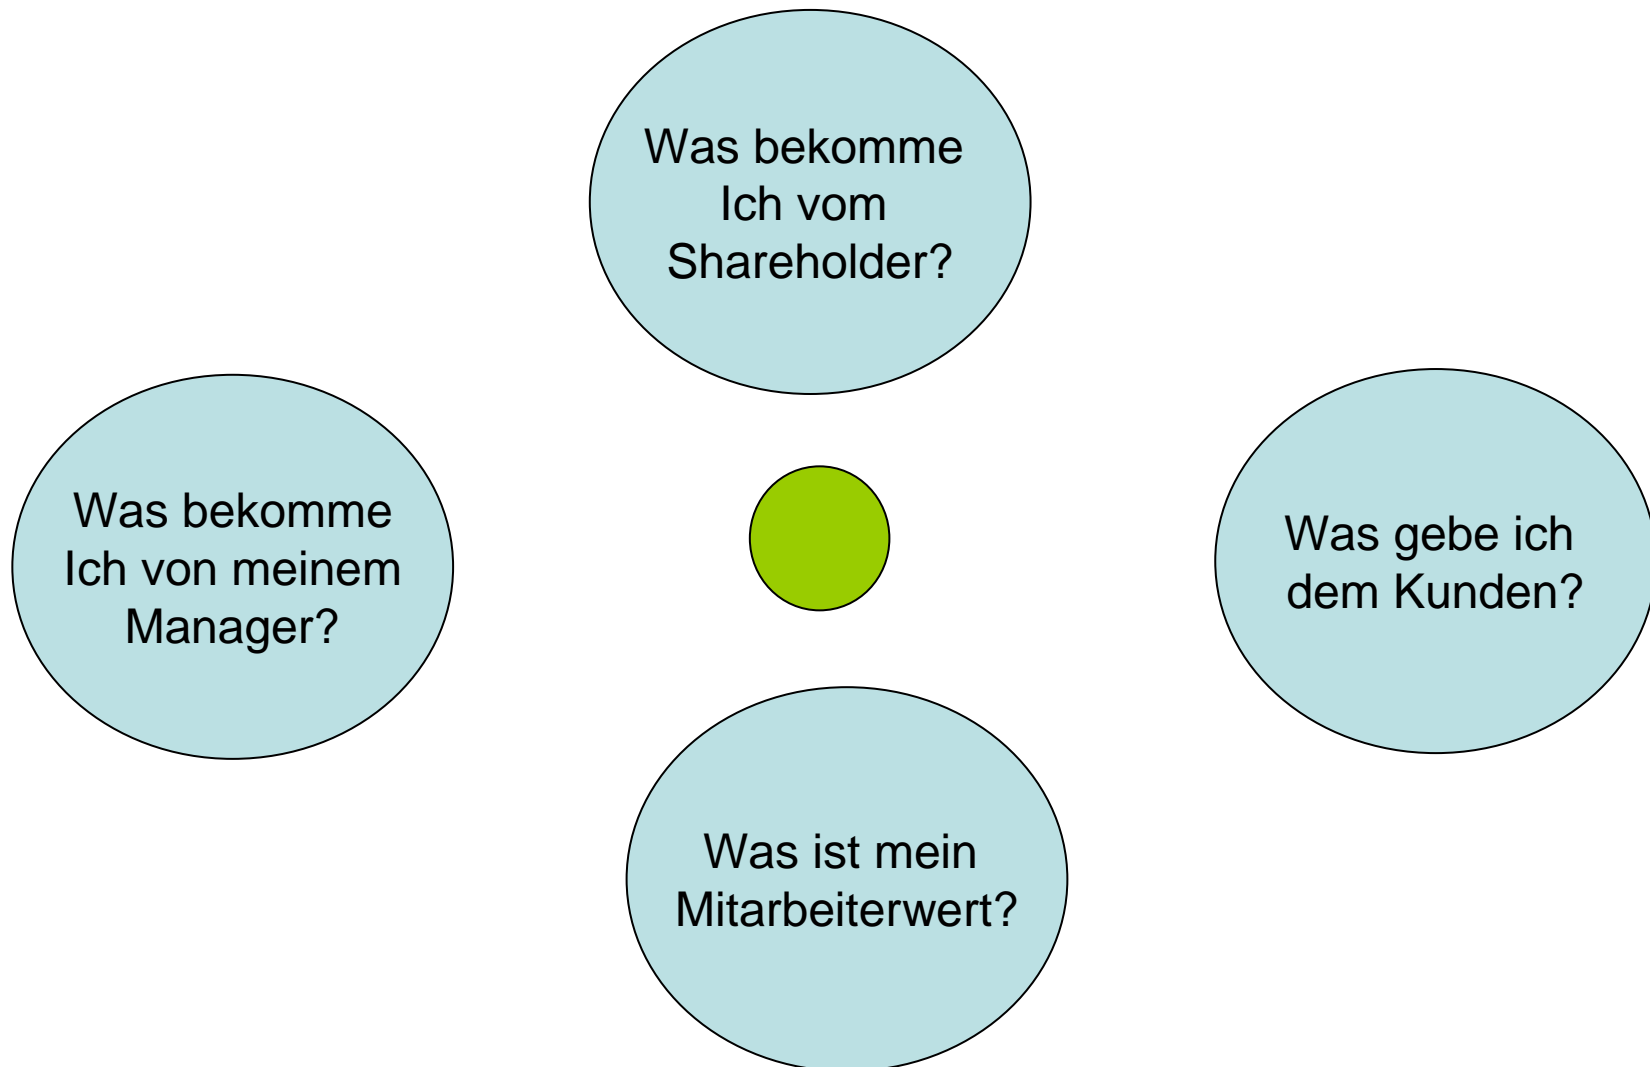 Was bekomme
Ich vom
Shareholder?
Was bekomme
Ich von meinem
Manager?
Was gebe ich
dem Kunden?
Was ist mein
Mitarbeiterwert?